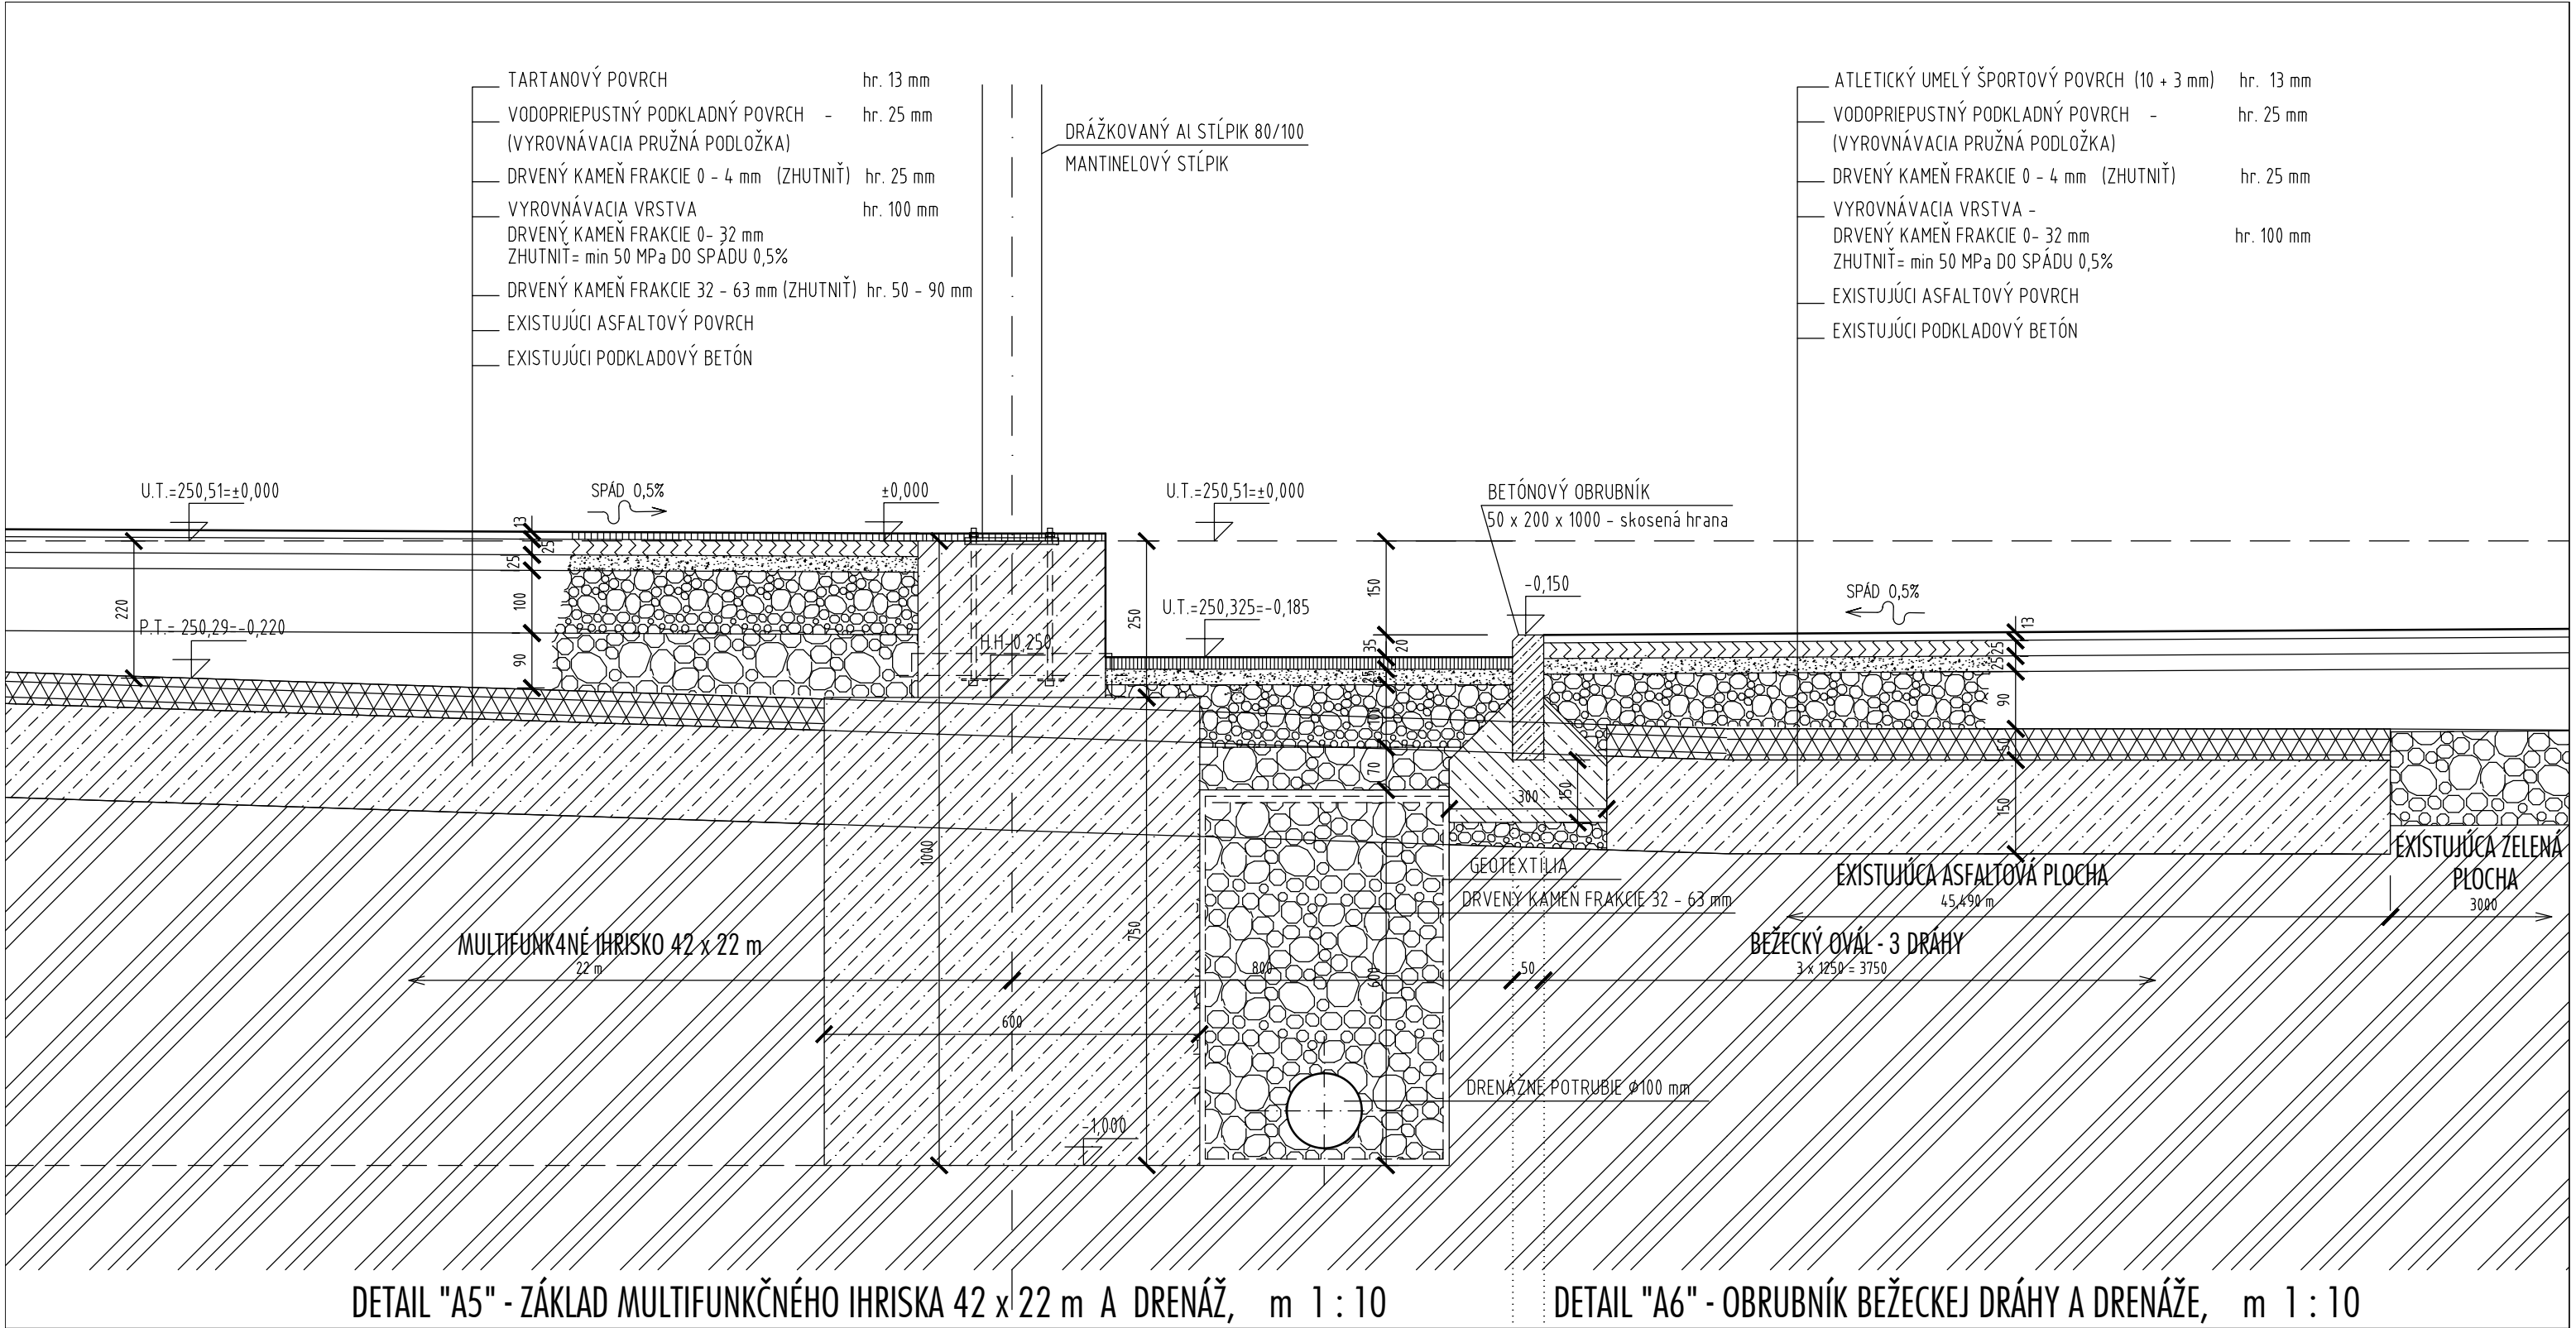 TARTANOVÝ POVRCH hr. 13 mm
VODOPRIEPUSTNÝ PODKLADNÝ POVRCH - hr. 25 mm
(VYROVNÁVACIA PRUŽNÁ PODLOŽKA)
DRVENÝ KAMEŇ FRAKCIE 0 - 4 mm (ZHUTNIŤ) hr. 25 mm
VYROVNÁVACIA VRSTVA hr. 100 mm
DRVENÝ KAMEŇ FRAKCIE 0- 32 mm
ZHUTNIŤ= min 50 MPa DO SPÁDU 0,5%
DRVENÝ KAMEŇ FRAKCIE 32 - 63 mm (ZHUTNIŤ) hr. 50 - 90 mm
EXISTUJÚCI ASFALTOVÝ POVRCH
EXISTUJÚCI PODKLADOVÝ BETÓN
DRÁŽKOVANÝ Al STĹPIK 80/100
MANTINELOVÝ STĹPIK
ATLETICKÝ UMELÝ ŠPORTOVÝ POVRCH (10 + 3 mm) hr. 13 mm
VODOPRIEPUSTNÝ PODKLADNÝ POVRCH - hr. 25 mm
(VYROVNÁVACIA PRUŽNÁ PODLOŽKA)
DRVENÝ KAMEŇ FRAKCIE 0 - 4 mm (ZHUTNIŤ) hr. 25 mm
VYROVNÁVACIA VRSTVA -
DRVENÝ KAMEŇ FRAKCIE 0- 32 mm hr. 100 mm
ZHUTNIŤ= min 50 MPa DO SPÁDU 0,5%
EXISTUJÚCI ASFALTOVÝ POVRCH
EXISTUJÚCI PODKLADOVÝ BETÓN
U.T.=250,51=±0,000
SPÁD 0,5%
±0,000
U.T.=250,51=±0,000
BETÓNOVÝ OBRUBNÍK
50 x 200 x 1000 - skosená hrana
13
25
25
100
90
220
P.T.= 250,29=-0,220
H.H-0,250
250
U.T.=250,325=-0,185
150
35
20
-0,150
SPÁD 0,5%
13
25
25
90
50
150
70
300
150
1000
750
600
GEOTEXTÍLIA
DRVENÝ KAMEŇ FRAKCIE 32 - 63 mm
EXISTUJÚCA ASFALTOVÁ PLOCHA
45,490 m
EXISTUJÚCA ZELENÁ
PLOCHA
3000
MULTIFUNK4NÉ IHRISKO 42 x 22 m
22 m
800
50
BEŽECKÝ OVÁL - 3 DRÁHY
3 x 1250 = 3750
600
DRENÁŽNE POTRUBIE Ø100 mm
-1,000
DETAIL "A5" - ZÁKLAD MULTIFUNKČNÉHO IHRISKA 42 x 22 m A DRENÁŽ, m 1 : 10
DETAIL "A6" - OBRUBNÍK BEŽECKEJ DRÁHY A DRENÁŽE, m 1 : 10